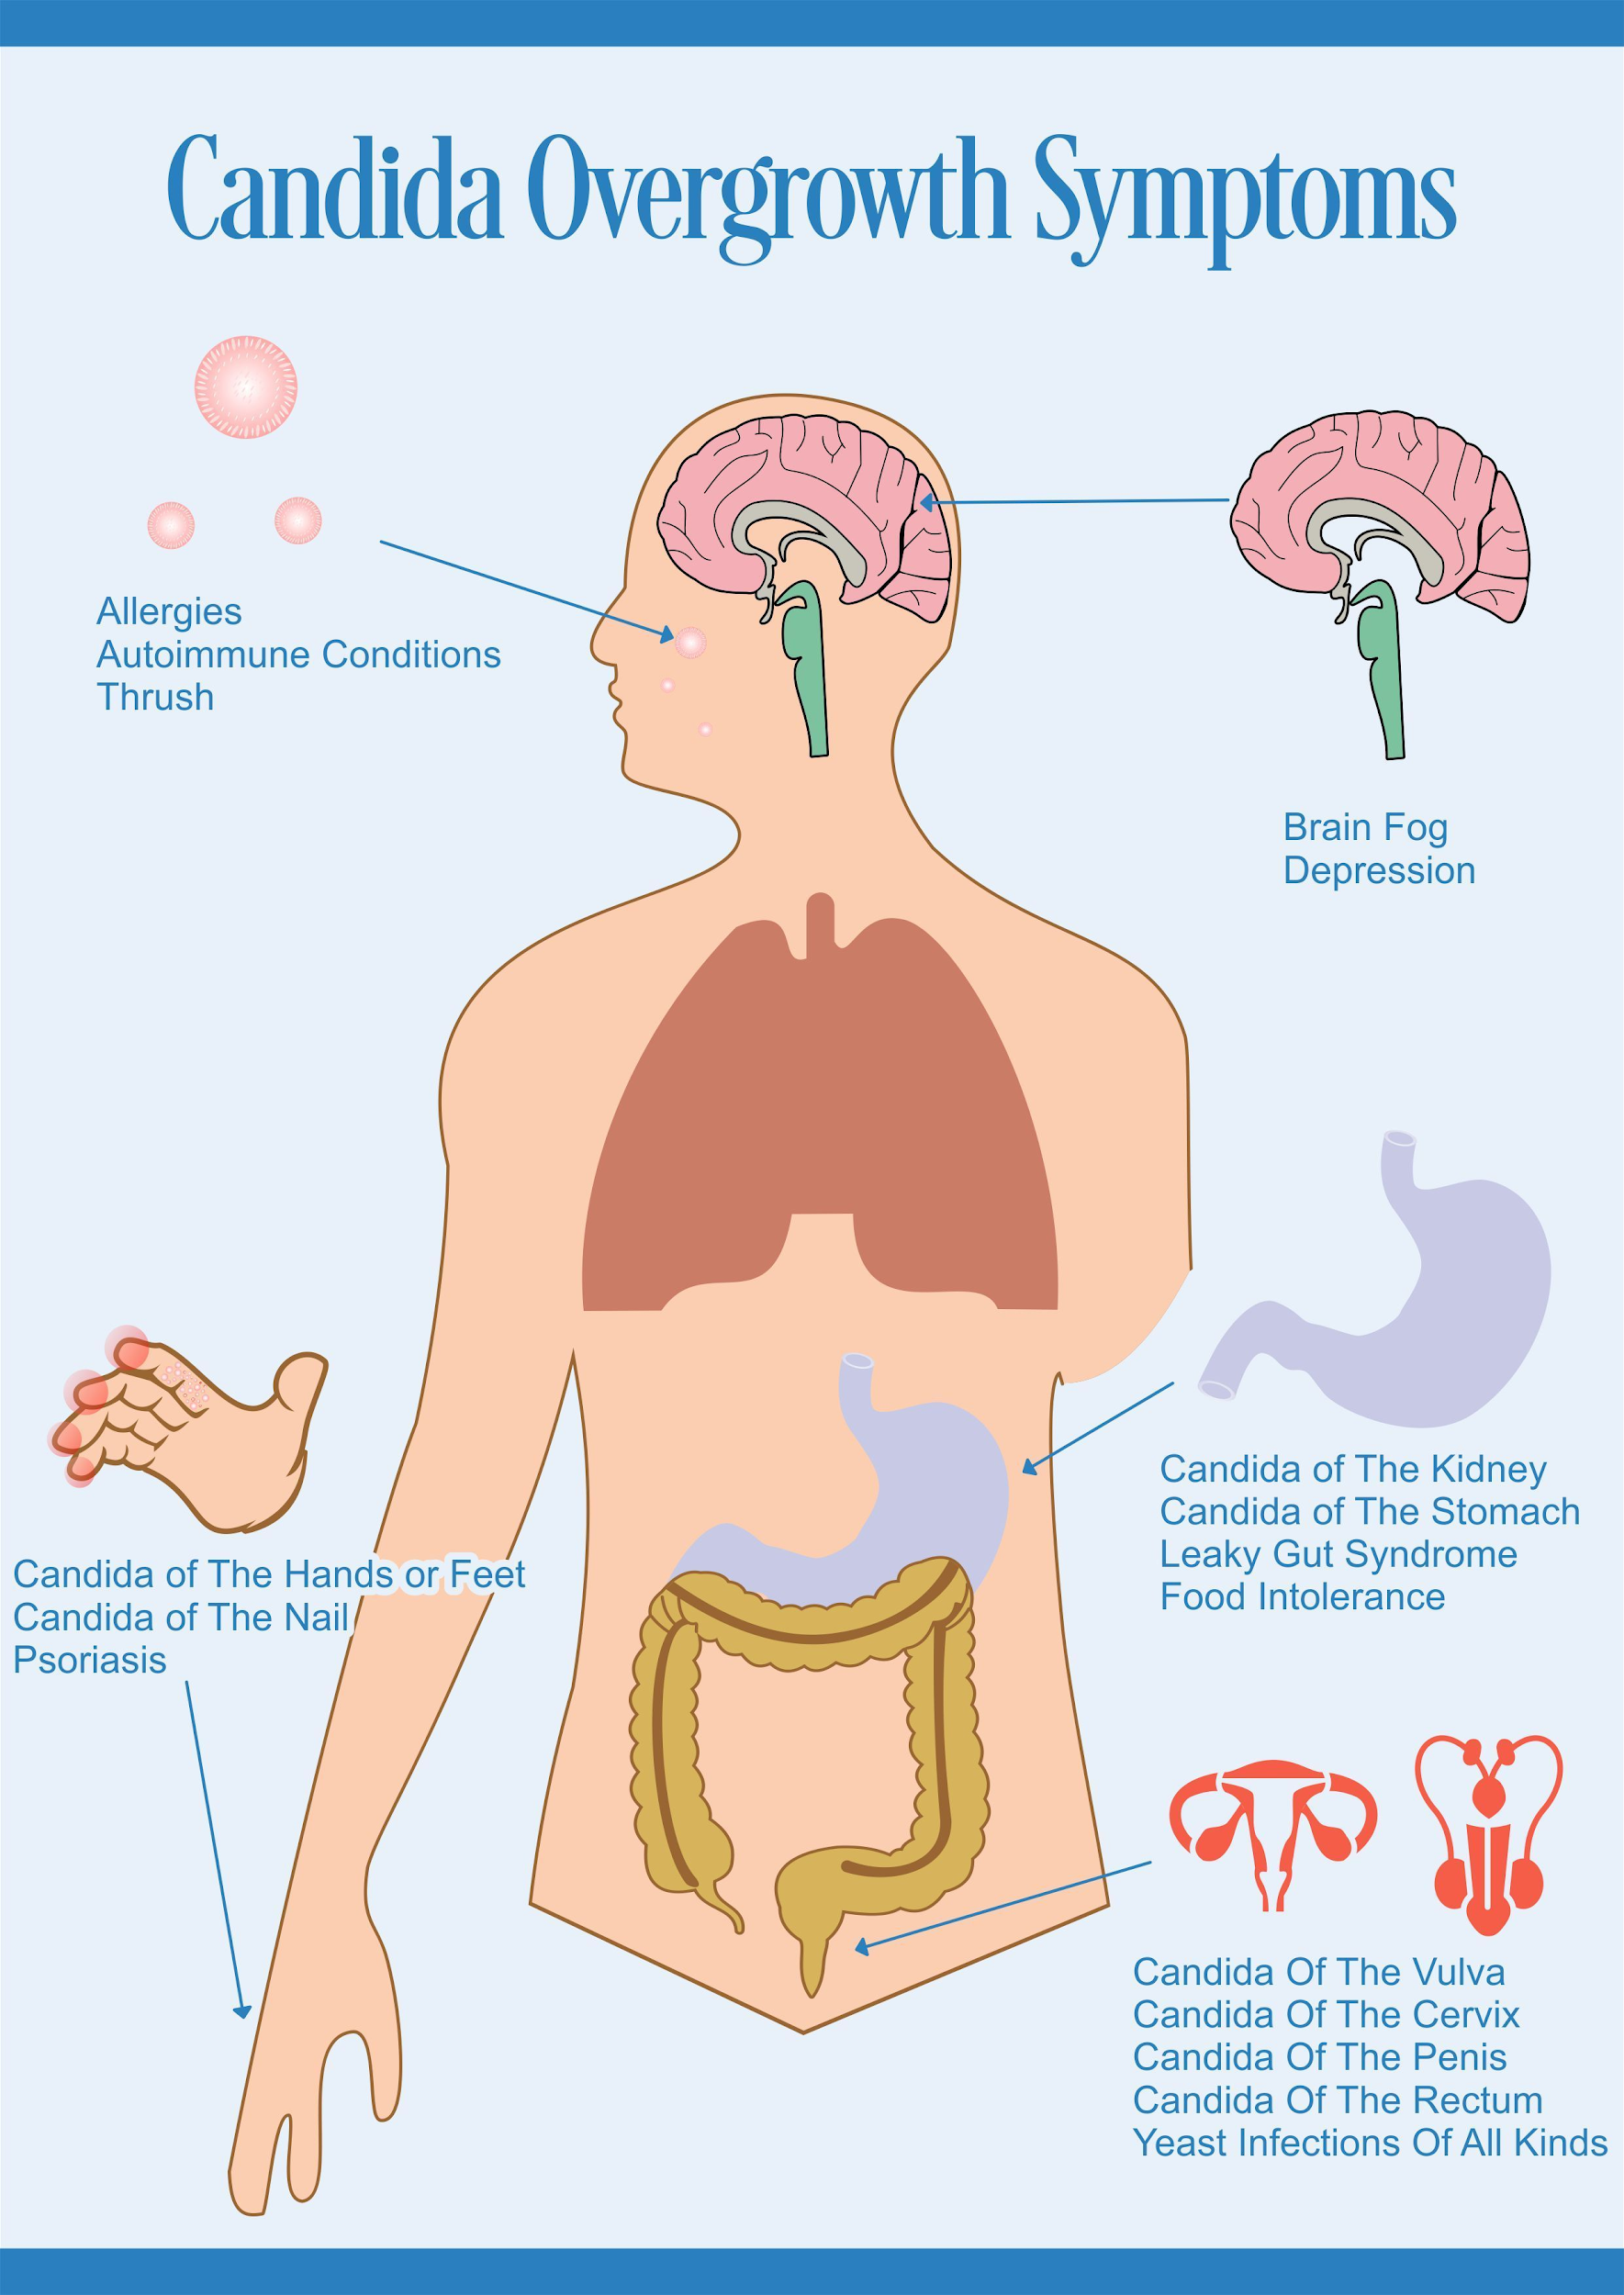 Candida Overgrowth Symptoms
Allergies
Autoimmune Conditions
Thrush
Brain Fog
Depression
Candida of The Kidney
Candida of The Stomach
Leaky Gut Syndrome
Food Intolerance
Candida of The Hands or Feet
Candida of The Nail
Psoriasis
Candida Of The Vulva
Candida Of The Cervix
Candida Of The Penis
Candida Of The Rectum
Yeast Infections Of All Kinds